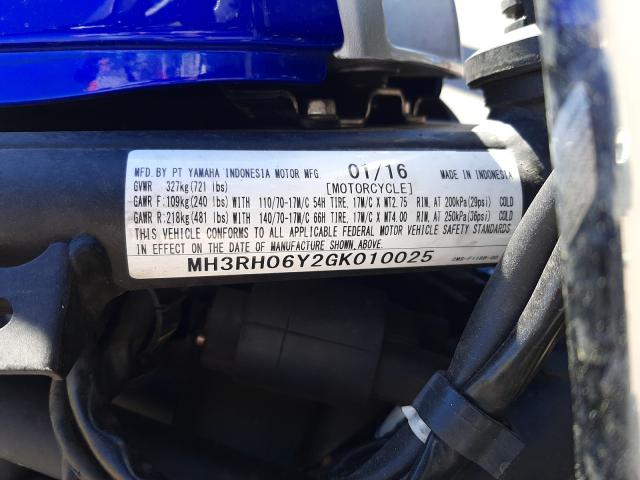 MFD.BY PT YAMAHA INDONESIA MOTOR MFG 01/16 MADE IN INDONESIA
GVWR 327kg(721 lbs) [MOTORCYCLE]
GAWR F:109kg(240 lbs)WITH 110/70-17M/C 54H TIRE, 17M/C X MT2.75 RIM, AT 200kPa(29psi) COLD
GAWR R:218kg(481 lbs)WITH 140/70-17M/C 66H TIRE, 17M/C X MT4.00 RIM, AT 250kPa(36psi) COLD
THIS VEHICLE CONFORMS TO ALL APPLICABLE FEDERAL MOTOR VEHICLE SAFETY STANDARDS
IN EFFECT ON THE DATE OF MANUFACTURE SHOWN ABOVE.
MH3RH06Y2GK010025